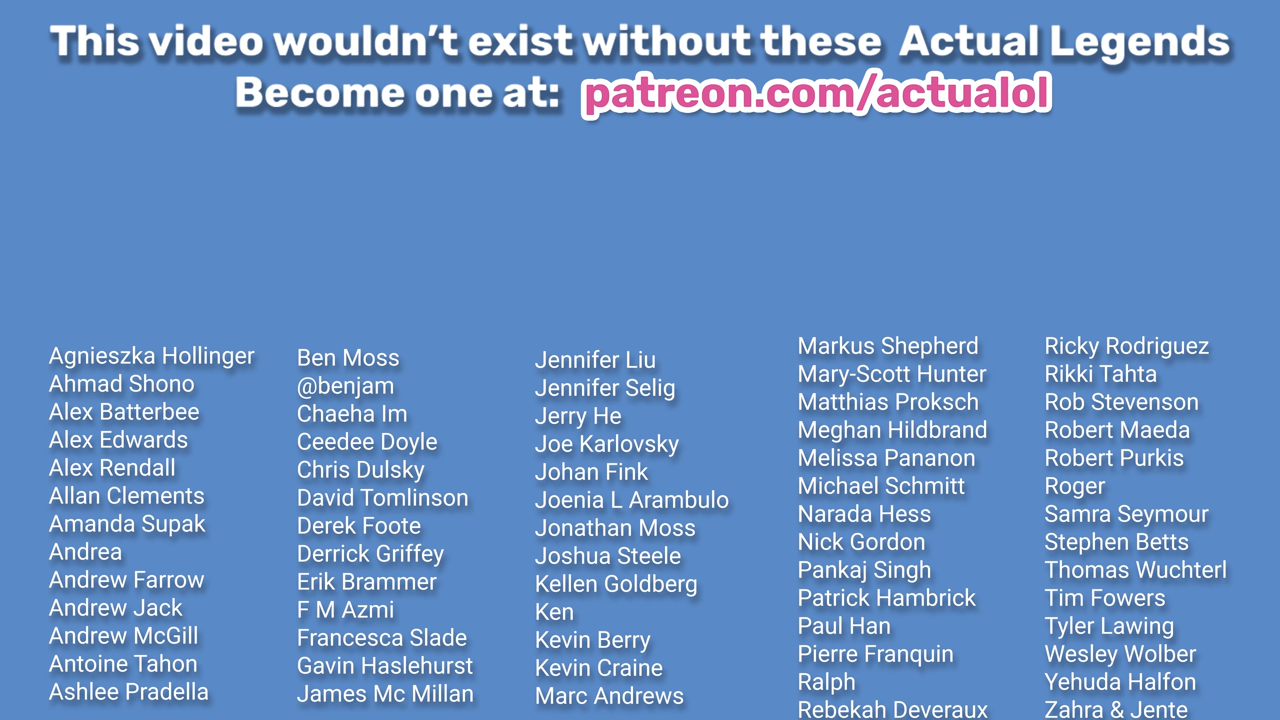 This video wouldn't exist without these Actual Legends
Become one at: patreon.com/actualol
Agnieszka Hollinger
Ahmad Shono
Alex Batterbee
Alex Edwards
Alex Rendall
Allan Clements
Amanda Supak
Andrea
Andrew Farrow
Andrew Jack
Andrew McGill
Antoine Tahon
Ashlee Pradella
Ben Moss
@benjam
Chaeha Im
Ceedee Doyle
Chris Dulsky
David Tomlinson
Derek Foote
Derrick Griffey
Erik Brammer
F M Azmi
Francesca Slade
Gavin Haslehurst
James Mc Millan
Jennifer Liu
Jennifer Selig
Jerry He
Joe Karlovsky
Johan Fink
Joenia L Arambulo
Jonathan Moss
Joshua Steele
Kellen Goldberg
Ken
Kevin Berry
Kevin Craine
Marc Andrews
Markus Shepherd
Mary-Scott Hunter
Matthias Proksch
Meghan Hildbrand
Melissa Pananon
Michael Schmitt
Narada Hess
Nick Gordon
Pankaj Singh
Patrick Hambrick
Paul Han
Pierre Franquin
Ralph
Rebekah Deveraux
Ricky Rodriguez
Rikki Tahta
Rob Stevenson
Robert Maeda
Robert Purkis
Roger
Samra Seymour
Stephen Betts
Thomas Wuchterl
Tim Fowers
Tyler Lawing
Wesley Wolber
Yehuda Halfon
Zahra & Jente